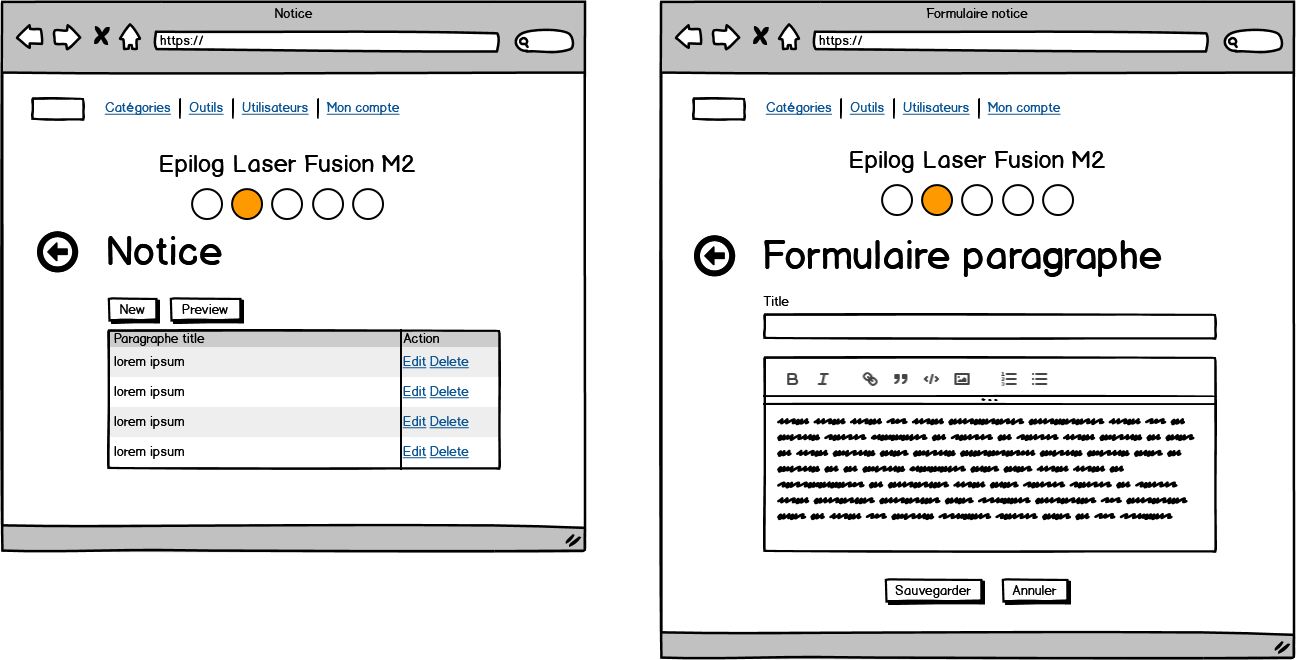 Notice
https://
Catégories Outils Utilisateurs Mon compte
Epilog Laser Fusion M2
Notice
New Preview
Paragraphe title Action
lorem ipsum Edit Delete
lorem ipsum Edit Delete
lorem ipsum Edit Delete
lorem ipsum Edit Delete
Formulaire notice
https://
Catégories Outils Utilisateurs Mon compte
Epilog Laser Fusion M2
Formulaire paragraphe
Title
B I
Sauvegarder Annuler